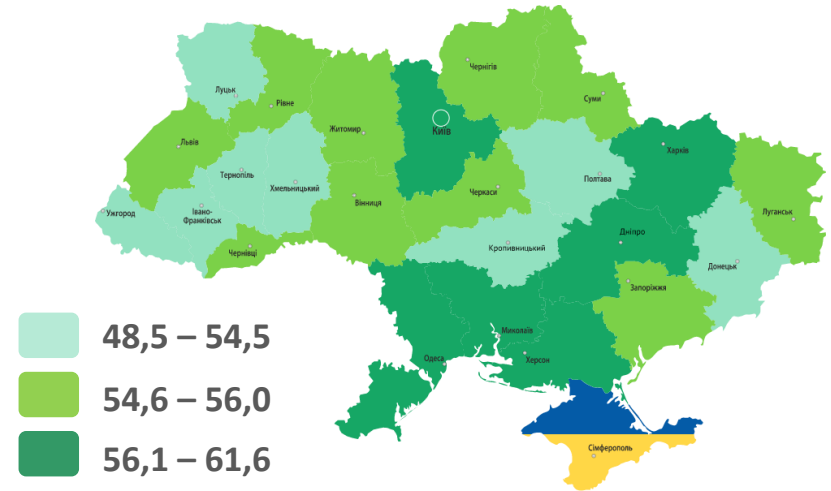 Чернігів
Луцьк
Суми
Рівне
Житомир
Київ
Львів
Харків
Тернопіль
Полтава
Хмельницький
Черкаси
Вінниця
Ужгород
Івано-
Франківськ
Луганськ
Дніпро
Чернівці
Кропивницький
Донецьк
Запоріжжя
Миколаїв
Одеса
Херсон
Сімферополь
48,5 – 54,5
54,6 – 56,0
56,1 – 61,6